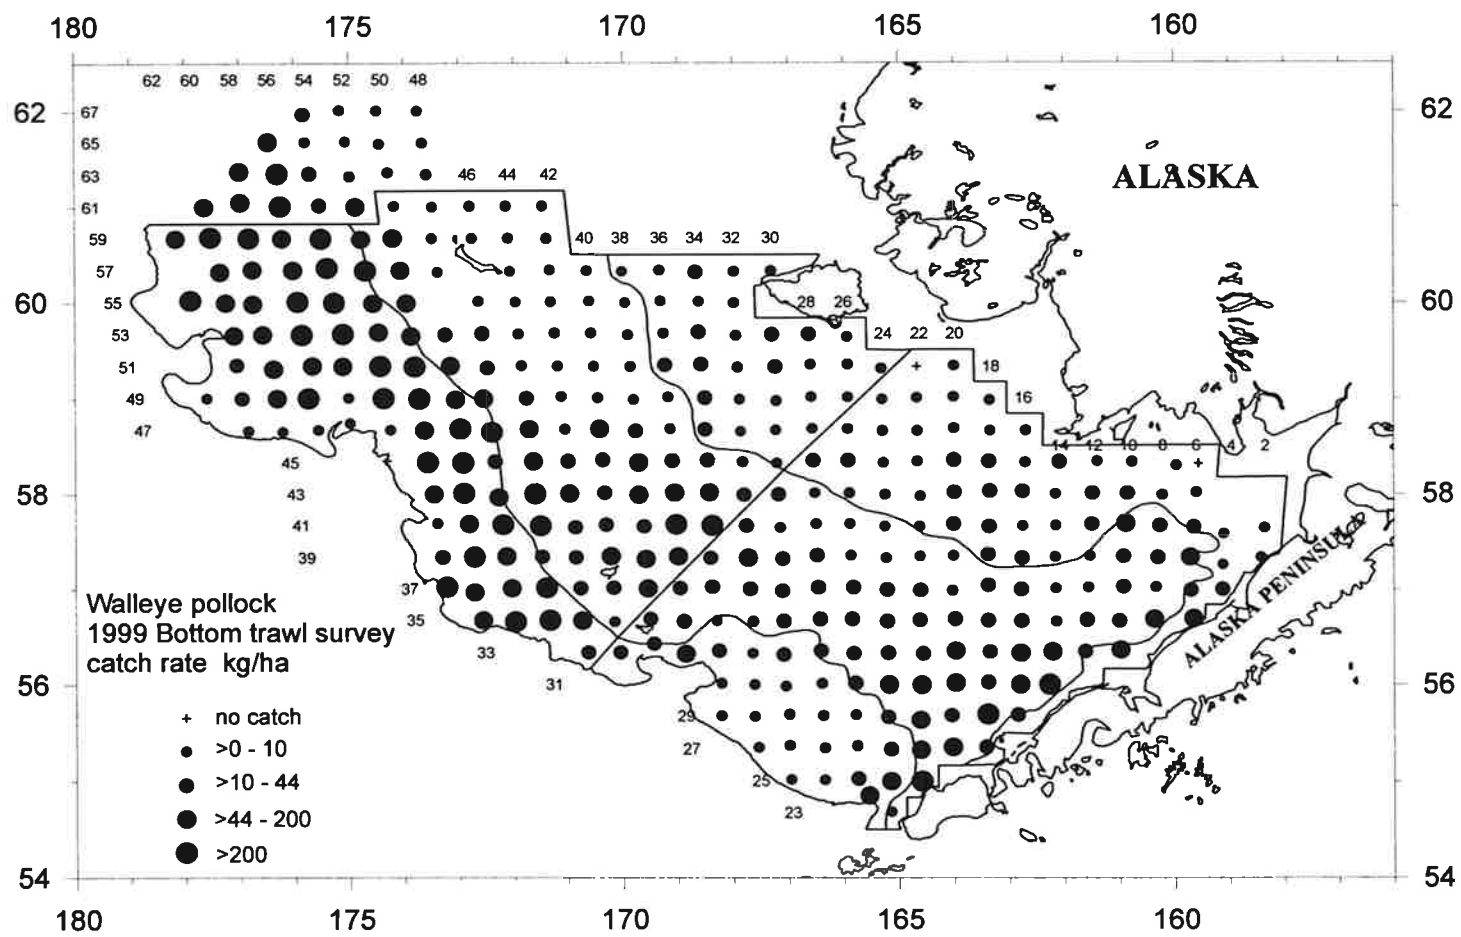 180 175 170 165 160
62 60 58 56 54 52 50 48
62 67 62
65
63 46 44 42 ALASKA
61
59 40 38 36 34 32 30
57
60 55 28 26 60
53 24 22 20
51 18
49 16
47 14 12 10 8 6 4 2
45
58 43 58
41
39
37
35
33
31
29
27
25
23
ALASKA PENINSULA
Walleye pollock
1999 Bottom trawl survey
catch rate kg/ha
56 56
+ no catch
>0 - 10
>10 - 44
>44 - 200
>200
54 54
180 175 170 165 160